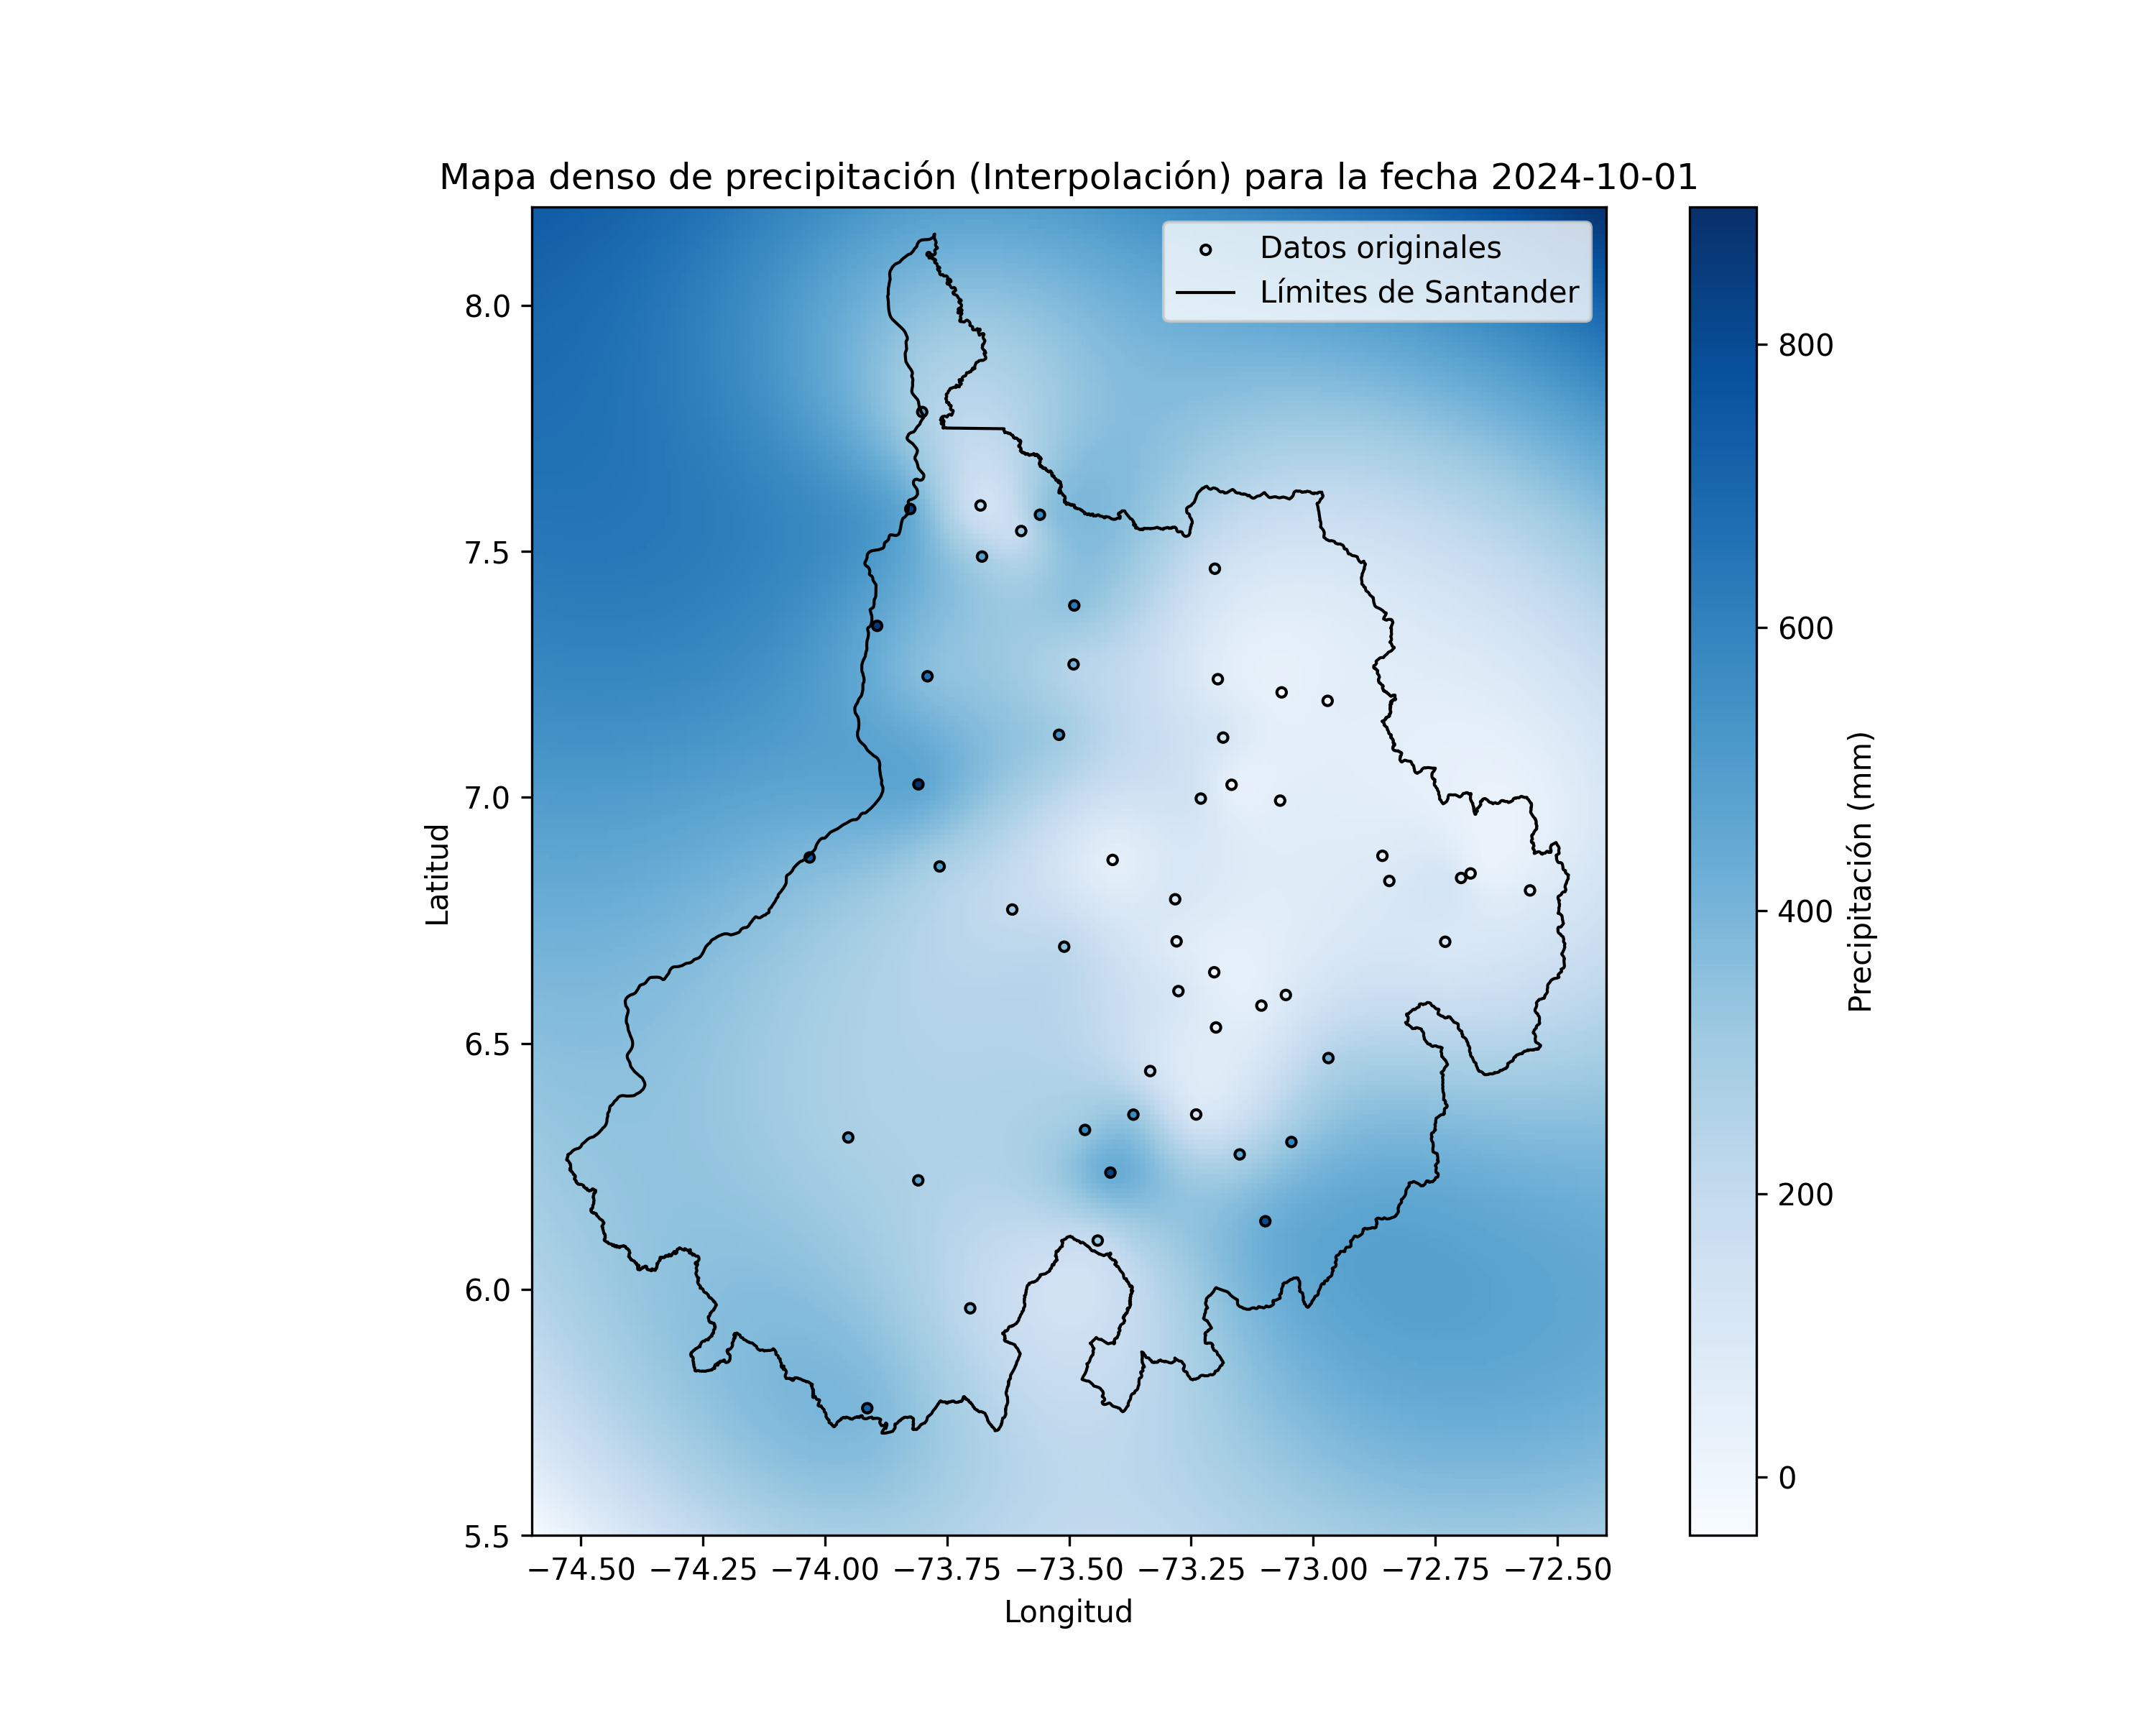 Mapa denso de precipitación (Interpolación) para la fecha 2024-10-01
Datos originales
Límites de Santander
8.0
7.5
7.0
6.5
6.0
5.5
Latitud
−74.50 −74.25 −74.00 −73.75 −73.50 −73.25 −73.00 −72.75 −72.50
Longitud
800
600
400
200
0
Precipitación (mm)